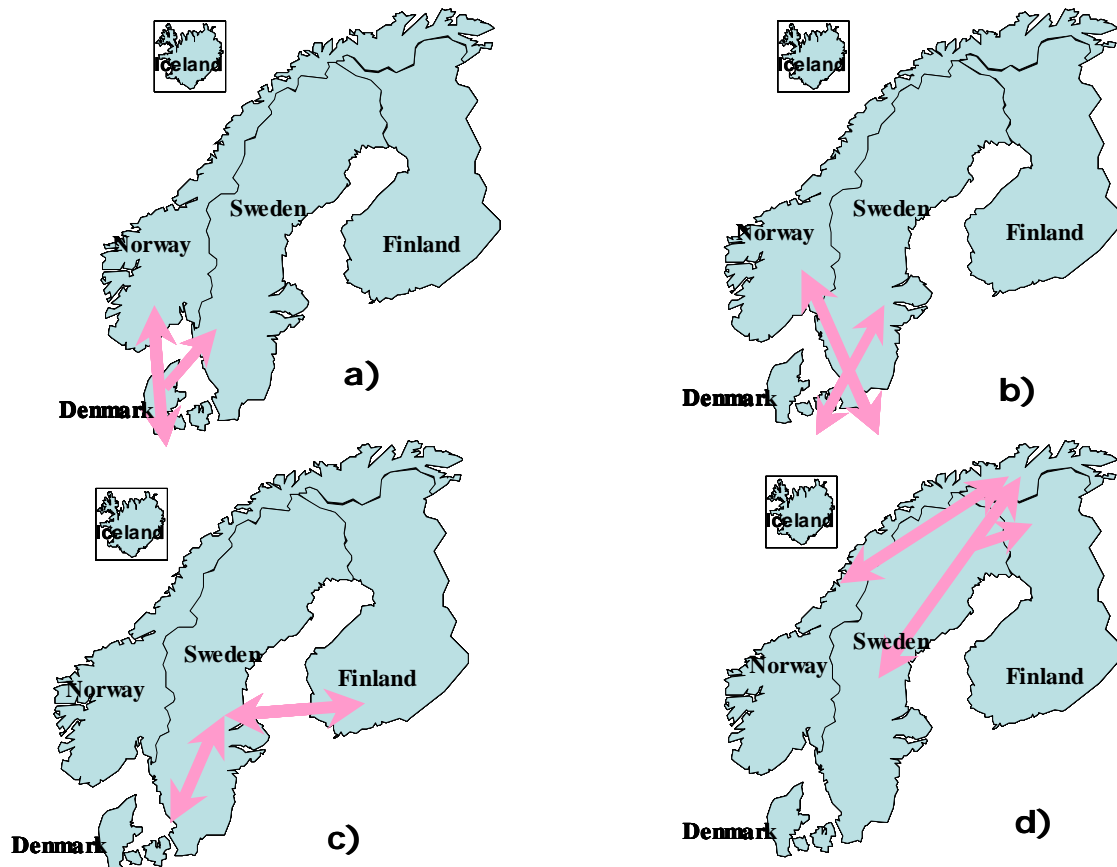 Iceland
Sweden
Norway
Finland
a)
Denmark
Iceland
Sweden
Norway
Finland
b)
Denmark
Iceland
Sweden
Norway
Finland
c)
Denmark
Iceland
Sweden
Norway
Finland
d)
Denmark